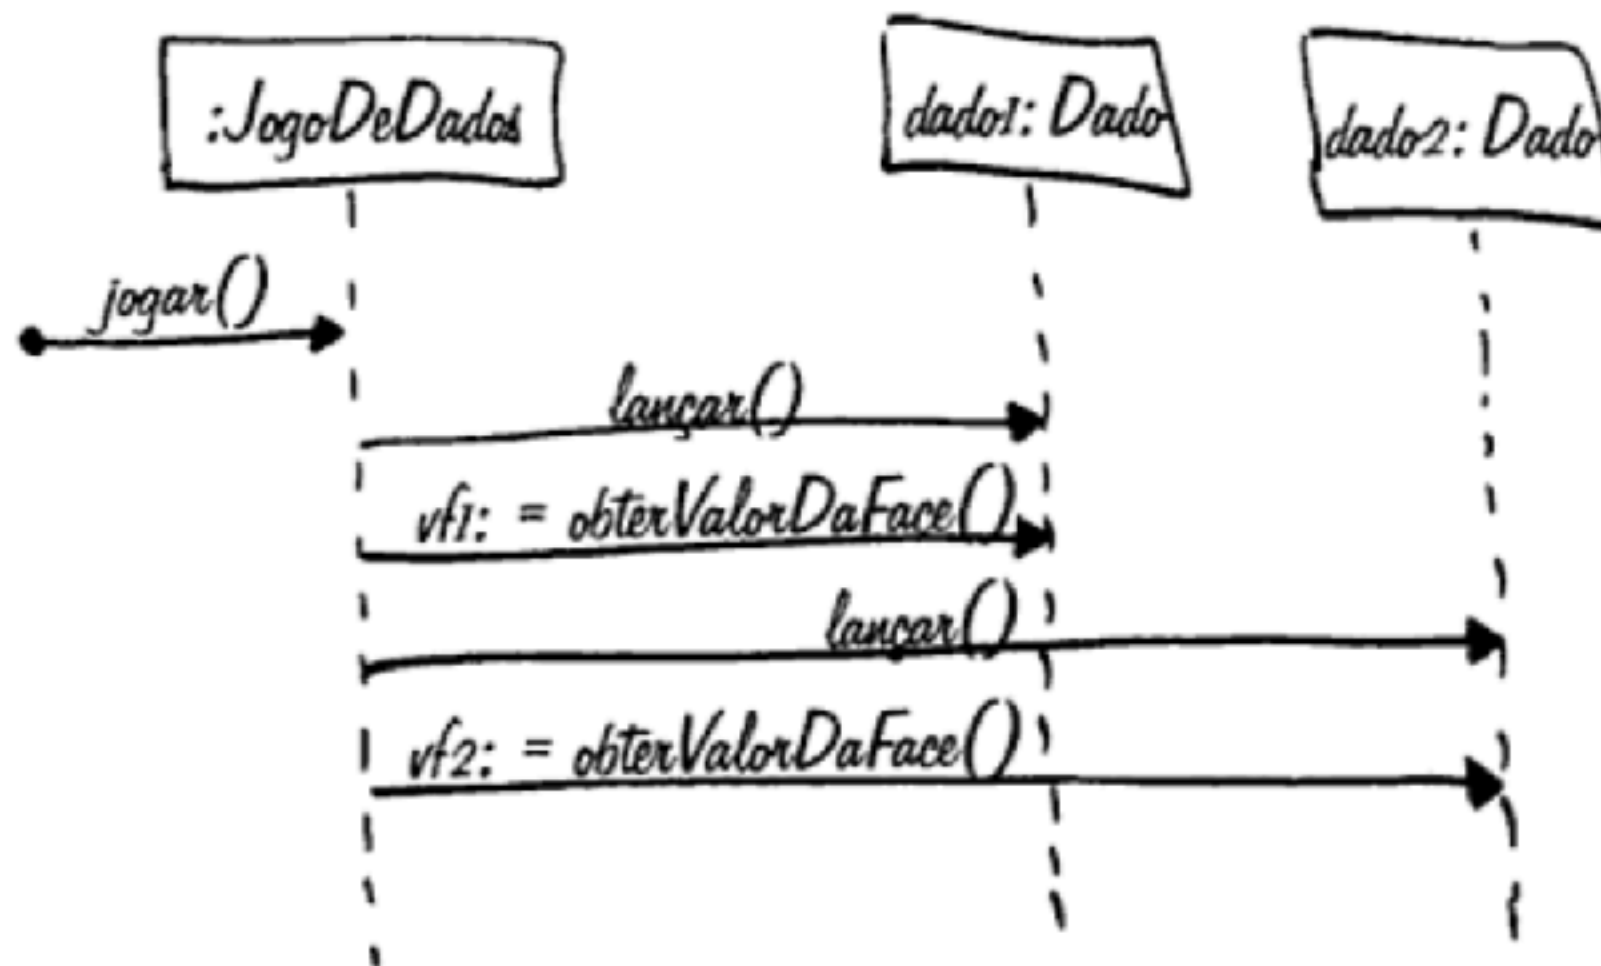 :JogoDeDados
dado1: Dado
dado2: Dado
jogar()
lançar()
vf1: = obterValorDaFace()
lançar()
vf2: = obterValorDaFace()